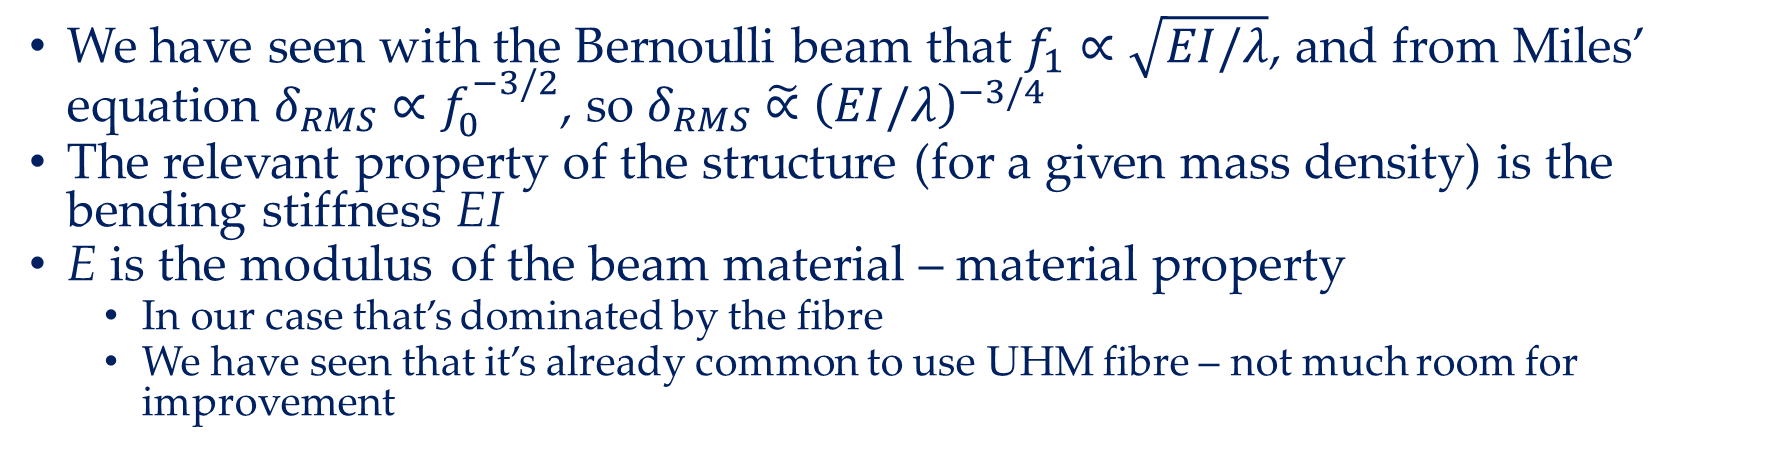 • We have seen with the Bernoulli beam that f₁ ∝ √(EI/λ), and from Miles’
equation δ_RMS ∝ f₀^(−3/2), so δ_RMS ∝̃ (EI/λ)^(−3/4)
• The relevant property of the structure (for a given mass density) is the
bending stiffness EI
• E is the modulus of the beam material – material property
• In our case that’s dominated by the fibre
• We have seen that it’s already common to use UHM fibre – not much room for
improvement